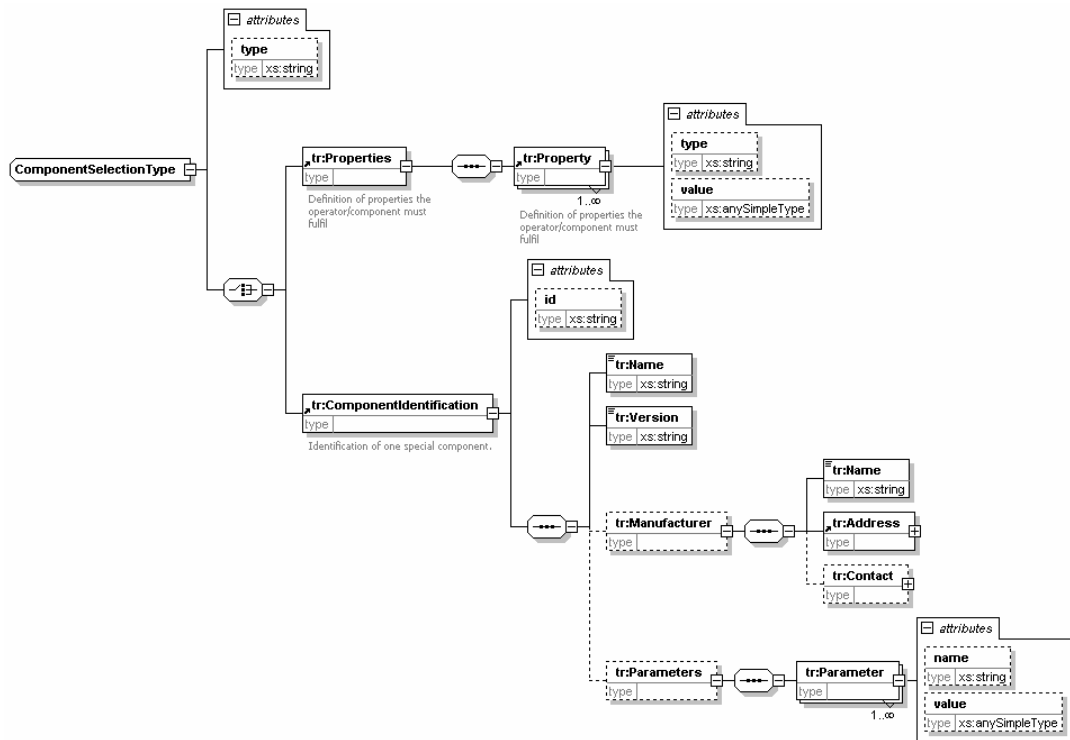 attributes
type
type xs:string
ComponentSelectionType
tr:Properties
type
Definition of properties the
operator/component must
fulfil
tr:Property
type
1..∞
Definition of properties the
operator/component must
fulfil
attributes
type
type xs:string
value
type xs:anySimpleType
attributes
id
type xs:string
tr:ComponentIdentification
type
Identification of one special component.
tr:Name
type xs:string
tr:Version
type xs:string
tr:Manufacturer
type
tr:Name
type xs:string
tr:Address
type
tr:Contact
type
tr:Parameters
type
tr:Parameter
type
1..∞
attributes
name
type xs:string
value
type xs:anySimpleType